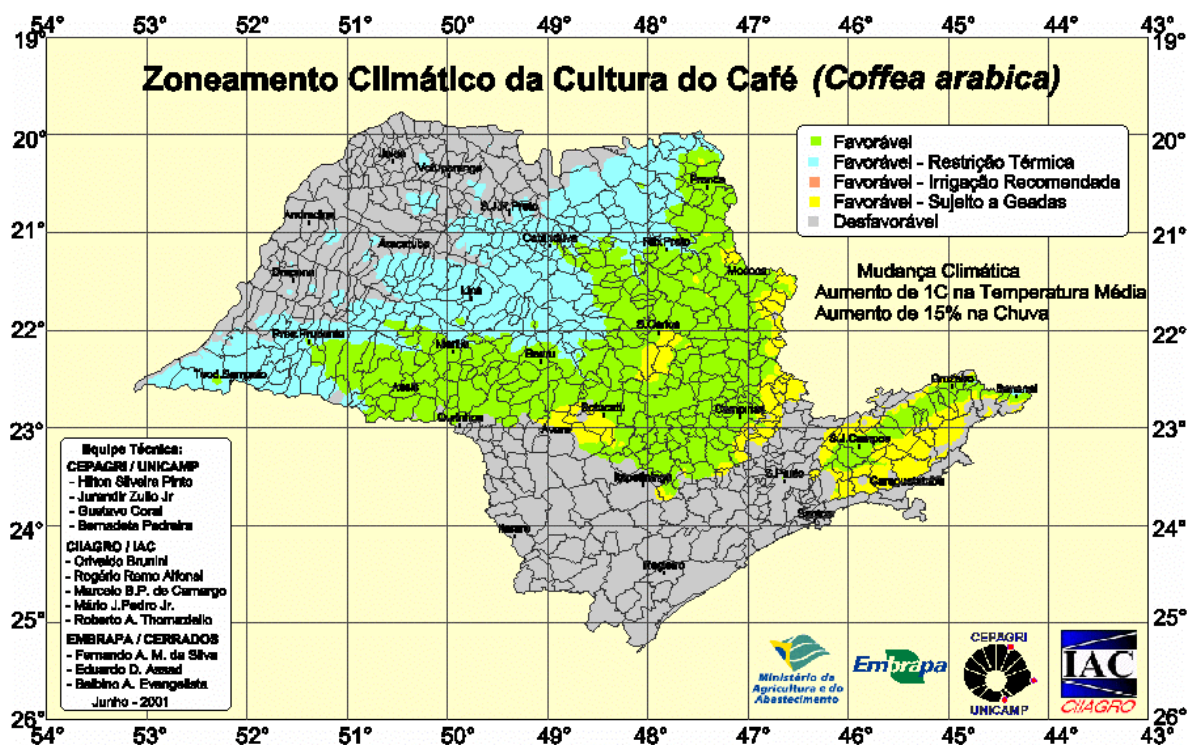 54° 53° 52° 51° 50° 49° 48° 47° 46° 45° 44° 43°
19° 19°
Zoneamento Climático da Cultura do Café (Coffea arabica)
20° 20°
Favorável
Favorável - Restrição Térmica
Favorável - Irrigação Recomendada
Favorável - Sujeito a Geadas
Desfavorável
Jales
Votuporanga
Franca
S.J.R. Preto
Andradina
21° 21°
Catanduva
Rib. Preto
Araçatuba
Mococa
Dracena
Mudança Climática
Aumento de 1C na Temperatura Média
Aumento de 15% na Chuva
Lins
22° 22°
S.Carlos
Pres. Prudente
Marília
Bauru
Teod. Sampaio
Assis
Cruzeiro
Bananal
Botucatu
Campinas
Ourinhos
Avaré
23° 23°
S.J.Campos
Itapetininga
S.Paulo
Caraguatatuba
Santos
24° 24°
Itararé
Registro
Equipe Técnica:
CEPAGRI / UNICAMP
- Hilton Silveira Pinto
- Jurandir Zullo Jr
- Gustavo Coral
- Bernadete Pedreira
CIIAGRO / IAC
- Orivaldo Brunini
- Rogério Remo Alfonsi
- Marcelo B.P. de Camargo
- Mário J.Pedro Jr.
- Roberto A. Thomaziello
EMBRAPA / CERRADOS
- Fernando A. M. da Silva
- Eduardo D. Assad
- Balbino A. Evangelista
Junho - 2001
25° 25°
Ministério da
Agricultura e do
Abastecimento
Embrapa
CEPAGRI
UNICAMP
IAC
CIIAGRO
26° 26°
54° 53° 52° 51° 50° 49° 48° 47° 46° 45° 44° 43°